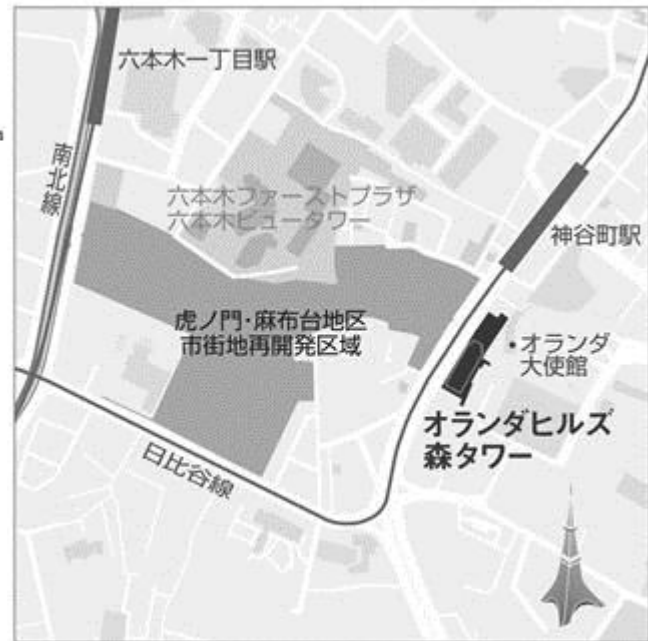 六本木一丁目駅
南北線
六本木ファーストプラザ
六本木ビュータワー
神谷町駅
虎ノ門・麻布台地区
市街地再開発区域
・オランダ
大使館
オランダヒルズ
森タワー
日比谷線